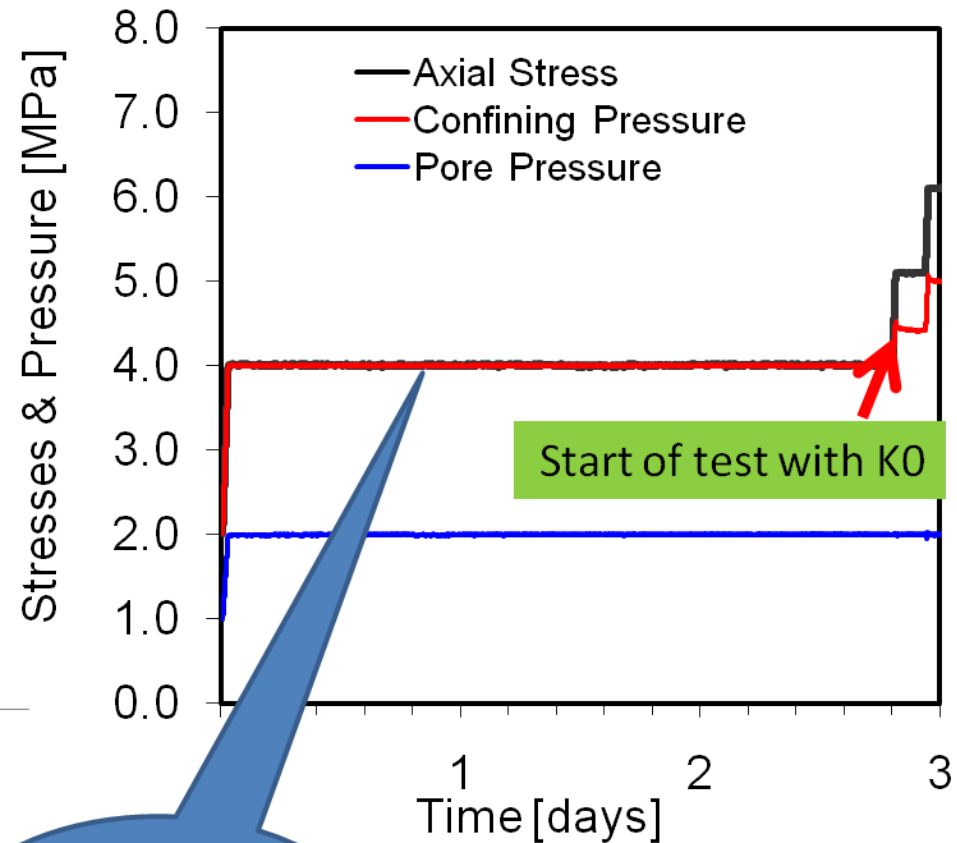 Stresses & Pressure [MPa]
8.0
7.0
6.0
5.0
4.0
3.0
2.0
1.0
0.0
Axial Stress
Confining Pressure
Pore Pressure
Start of test with K0
1 2 3
Time [days]